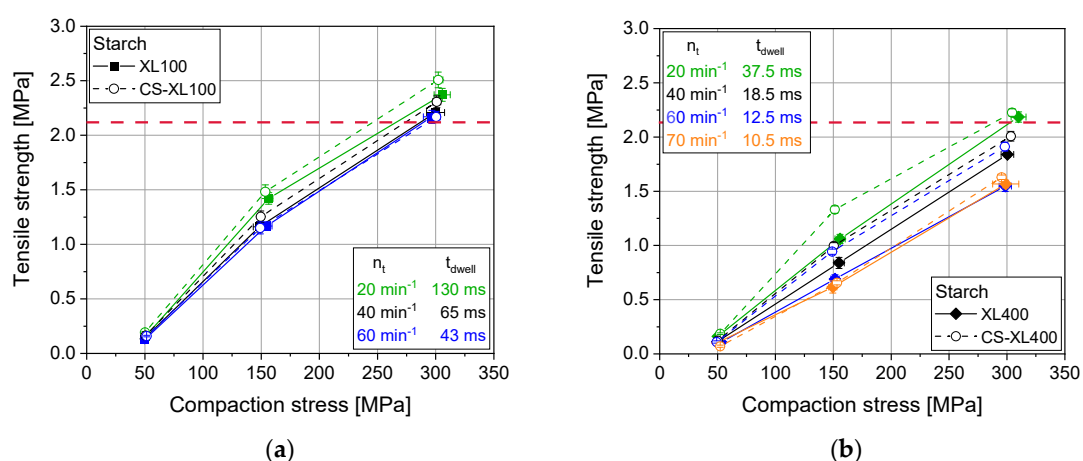 3.0
2.5
2.0
1.5
1.0
0.5
0.0
Tensile strength [MPa]
Starch
XL100
CS-XL100
n_t t_dwell
20 min⁻¹ 130 ms
40 min⁻¹ 65 ms
60 min⁻¹ 43 ms
0 50 100 150 200 250 300 350
Compaction stress [MPa]
(a)
3.0
2.5
2.0
1.5
1.0
0.5
0.0
Tensile strength [MPa]
n_t t_dwell
20 min⁻¹ 37.5 ms
40 min⁻¹ 18.5 ms
60 min⁻¹ 12.5 ms
70 min⁻¹ 10.5 ms
Starch
XL400
CS-XL400
0 50 100 150 200 250 300 350
Compaction stress [MPa]
(b)